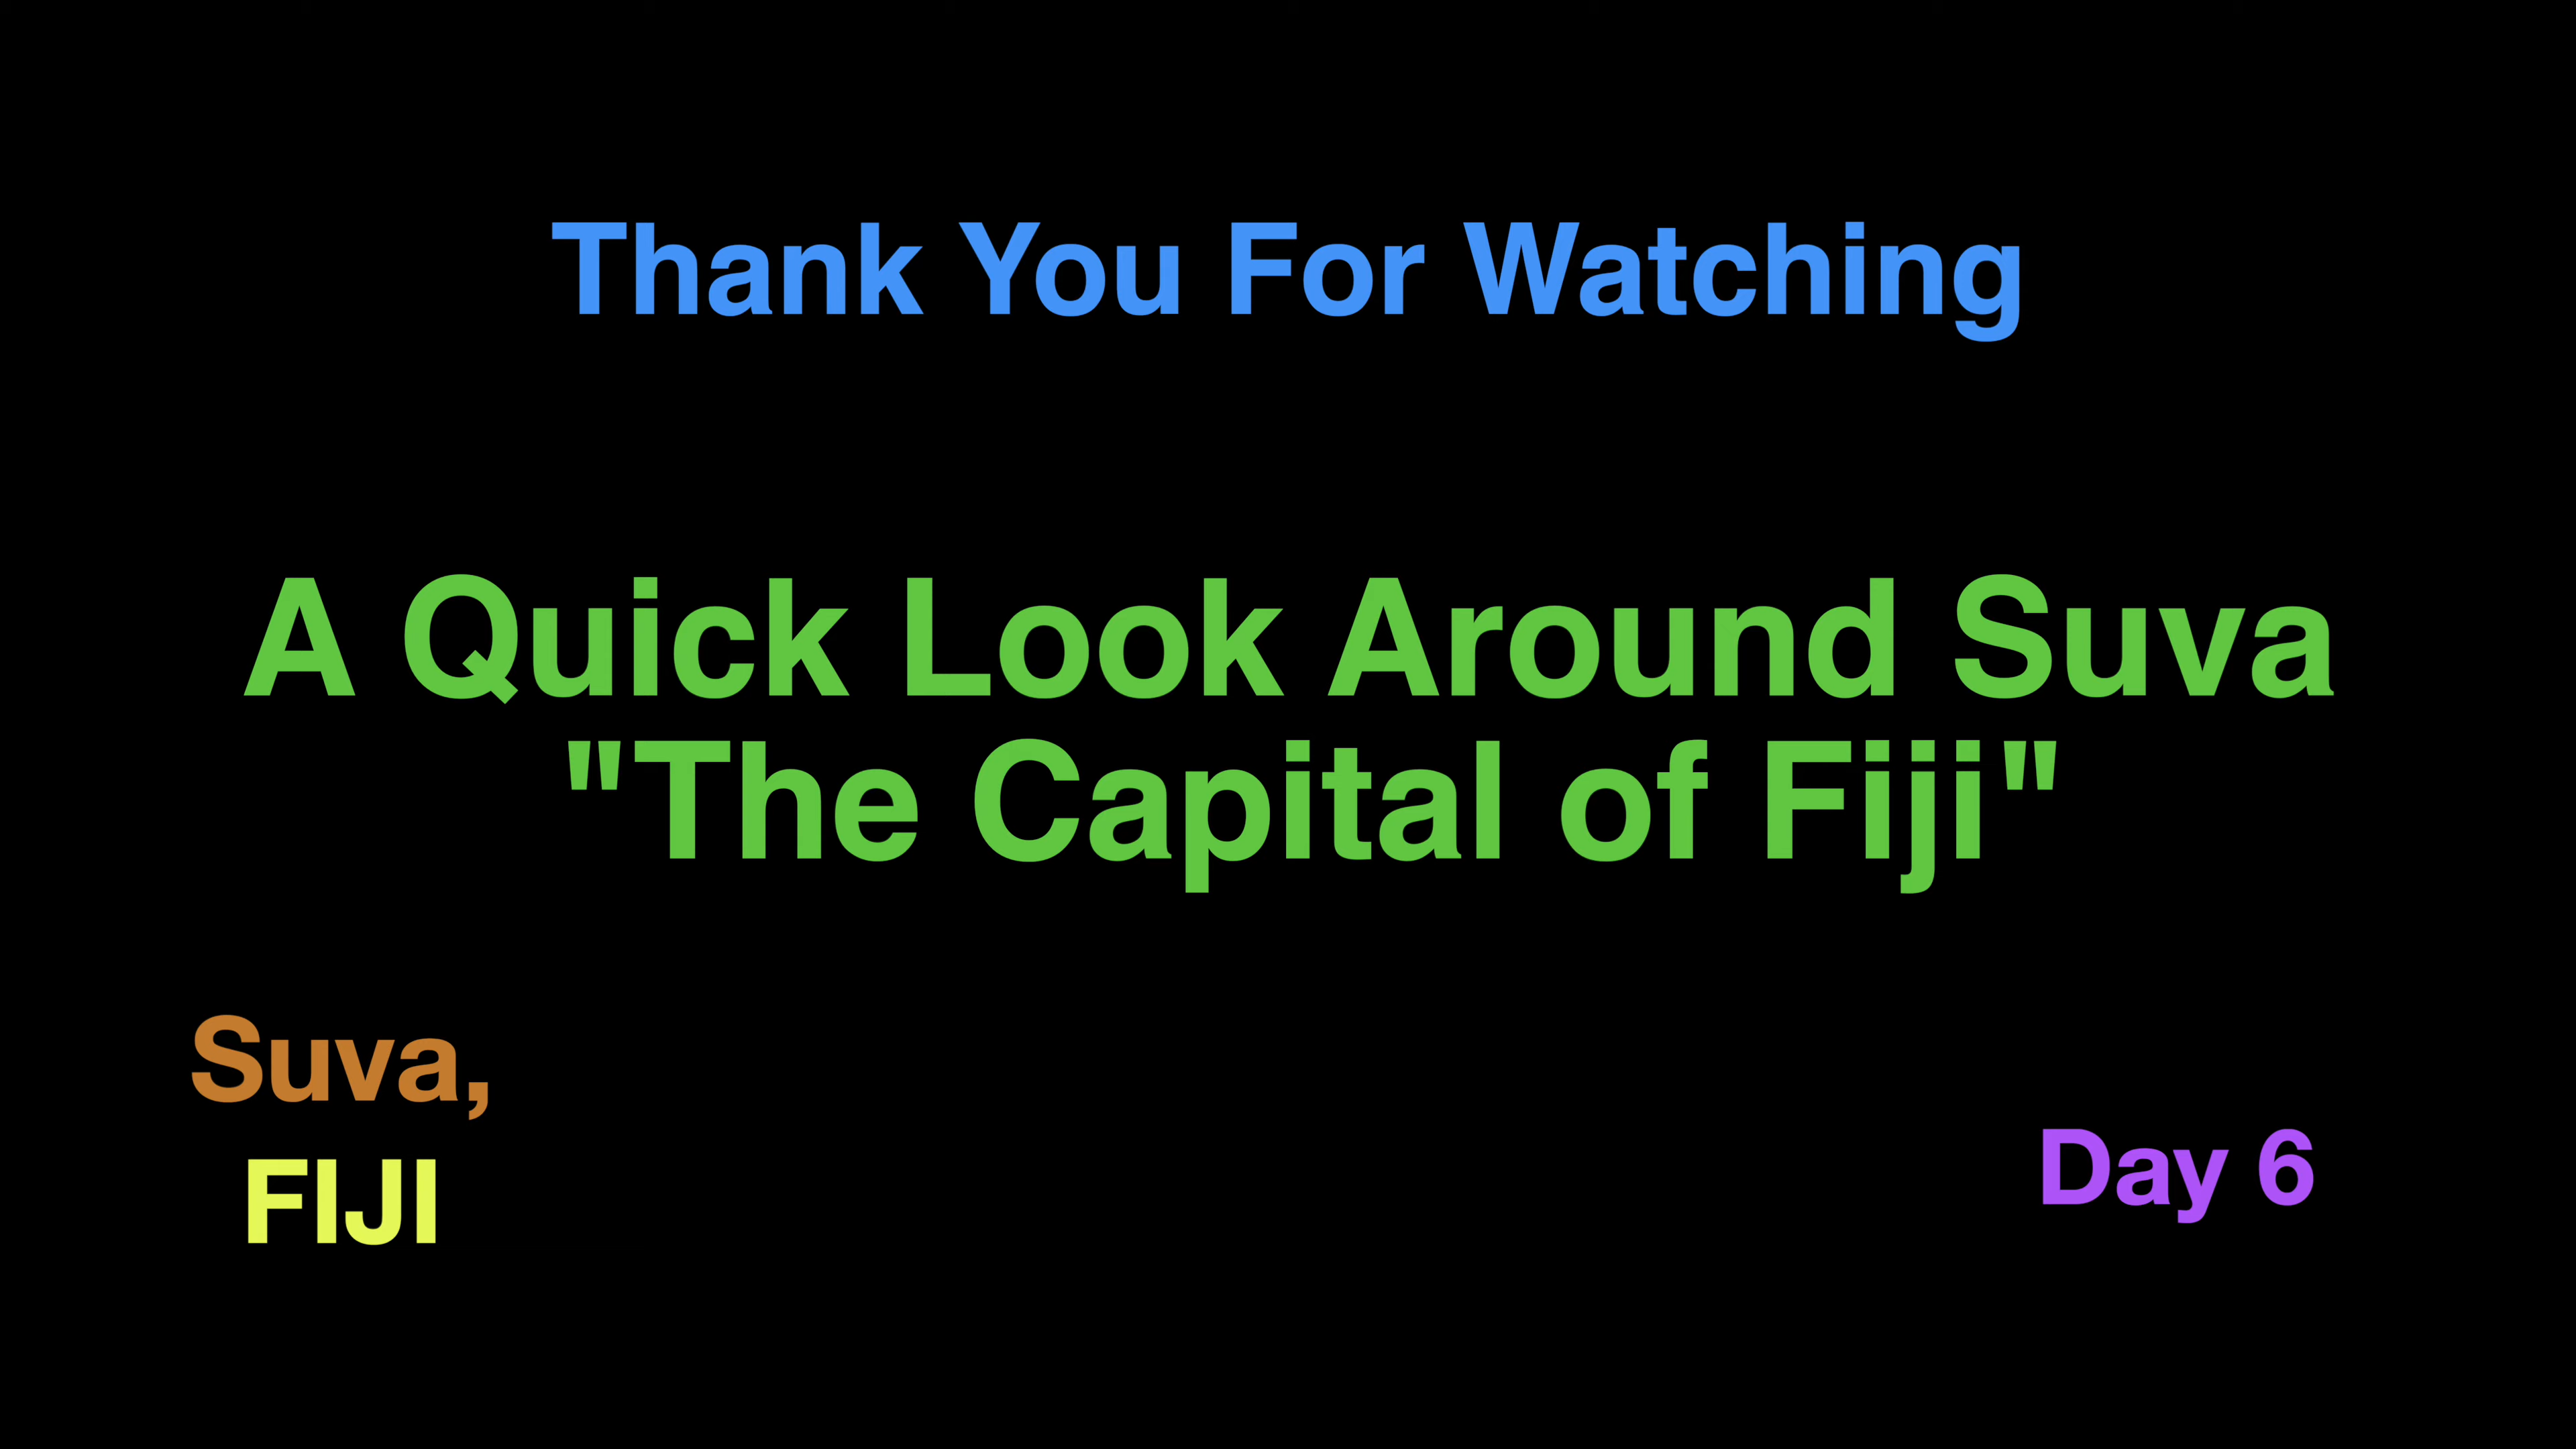 Thank You For Watching
A Quick Look Around Suva
"The Capital of Fiji"
Suva,
FIJI
Day 6